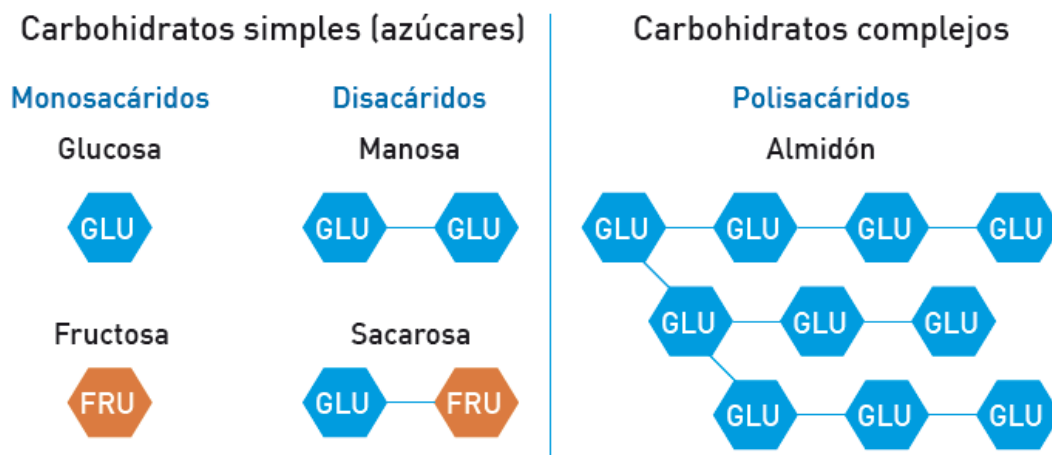 Carbohidratos simples (azúcares)
Monosacáridos
Glucosa
GLU
Fructosa
FRU
Disacáridos
Manosa
GLU GLU
Sacarosa
GLU FRU
Carbohidratos complejos
Polisacáridos
Almidón
GLU GLU GLU GLU
GLU GLU GLU
GLU GLU GLU